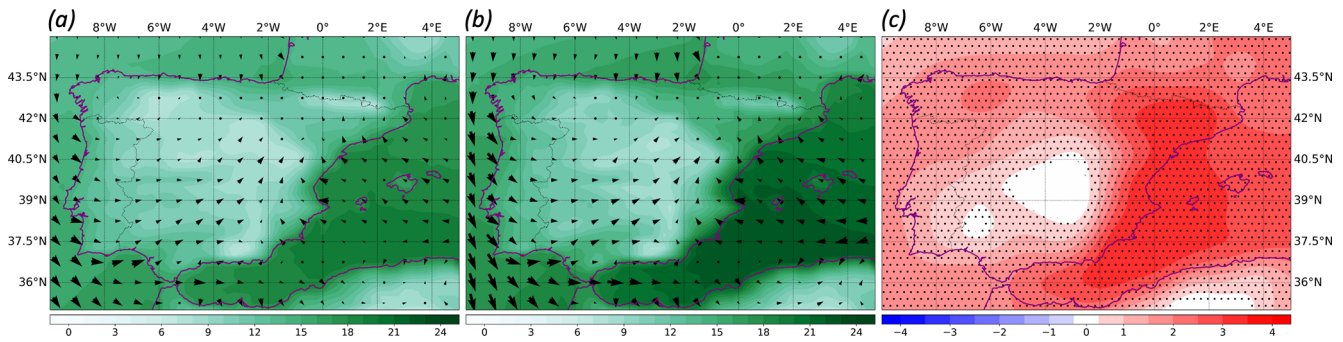 (a) (b) (c)
8°W 6°W 4°W 2°W 0° 2°E 4°E 8°W 6°W 4°W 2°W 0° 2°E 4°E 8°W 6°W 4°W 2°W 0° 2°E 4°E
43.5°N 43.5°N
42°N 42°N
40.5°N 40.5°N
39°N 39°N
37.5°N 37.5°N
36°N 36°N
0 3 6 9 12 15 18 21 24 0 3 6 9 12 15 18 21 24 −4 −3 −2 −1 0 1 2 3 4